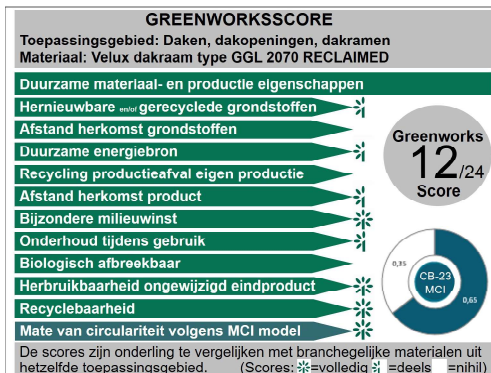 GREENWORKSSCORE
Toepassingsgebied: Daken, dakopeningen, dakramen
Materiaal: Velux dakraam type GGL 2070 RECLAIMED
Duurzame materiaal- en productie eigenschappen
Hernieuwbare en/of gerecyclede grondstoffen
Afstand herkomst grondstoffen
Duurzame energiebron
Recycling productieafval eigen productie
Afstand herkomst product
Bijzondere milieuwinst
Onderhoud tijdens gebruik
Biologisch afbreekbaar
Herbruikbaarheid ongewijzigd eindproduct
Recyclebaarheid
Mate van circulariteit volgens MCI model
Greenworks
12/24
Score
0,35
CB-23
MCI
0,65
De scores zijn onderling te vergelijken met branchegelijke materialen uit
hetzelfde toepassingsgebied. (Scores: =volledig =deels =nihil)